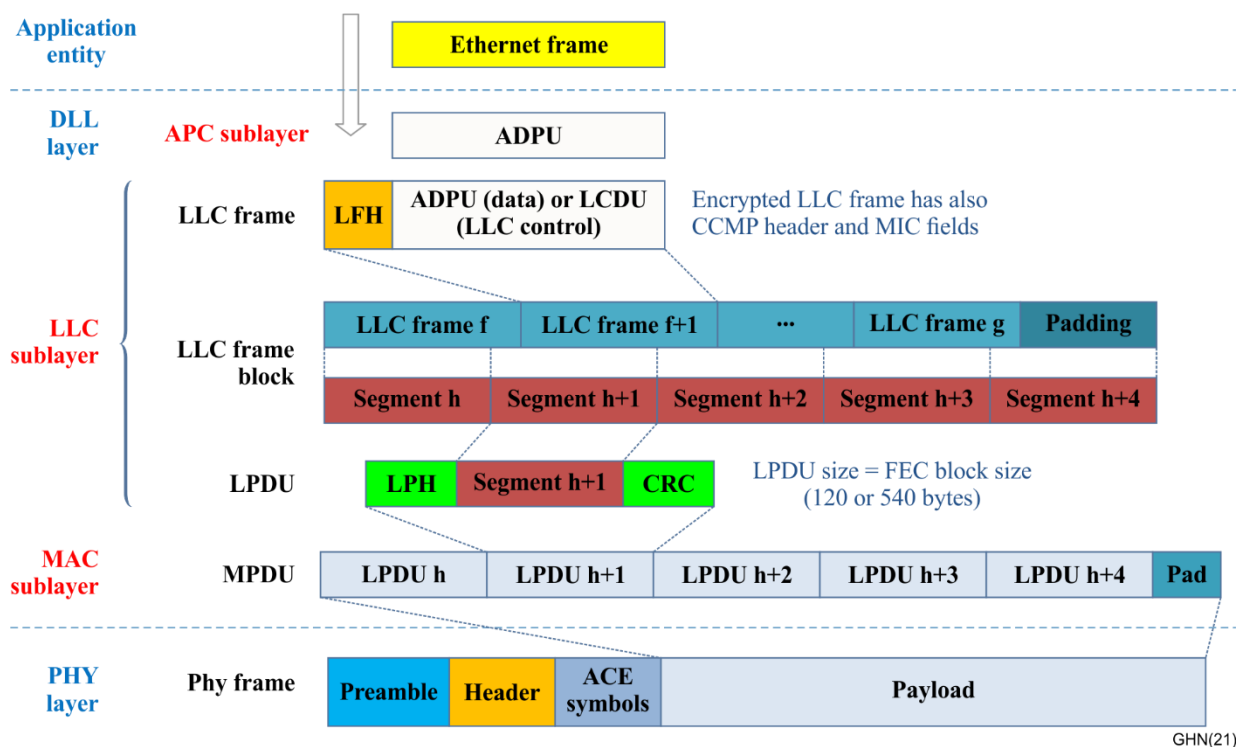 Application
entity
Ethernet frame
DLL
layer
APC sublayer
ADPU
LLC frame
LFH
ADPU (data) or LCDU
(LLC control)
Encrypted LLC frame has also
CCMP header and MIC fields
LLC
sublayer
LLC frame
block
LLC frame f
LLC frame f+1
...
LLC frame g
Padding
Segment h
Segment h+1
Segment h+2
Segment h+3
Segment h+4
LPDU
LPH
Segment h+1
CRC
LPDU size = FEC block size
(120 or 540 bytes)
MAC
sublayer
MPDU
LPDU h
LPDU h+1
LPDU h+2
LPDU h+3
LPDU h+4
Pad
PHY
layer
Phy frame
Preamble
Header
ACE
symbols
Payload
GHN(21)